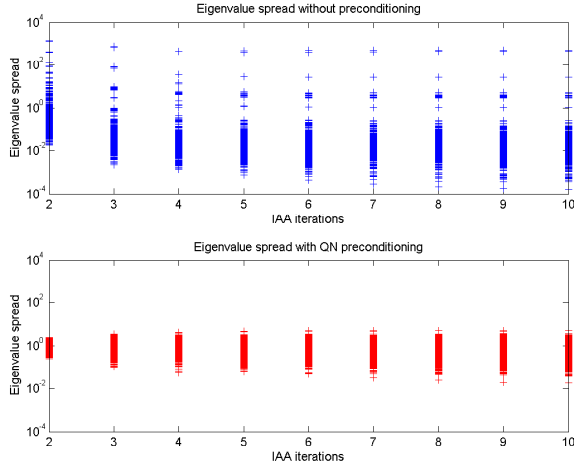 Eigenvalue spread without preconditioning
Eigenvalue spread
10^4
10^2
10^0
10^-2
10^-4
2 3 4 5 6 7 8 9 10
IAA iterations
Eigenvalue spread with QN preconditioning
Eigenvalue spread
10^4
10^2
10^0
10^-2
10^-4
2 3 4 5 6 7 8 9 10
IAA iterations